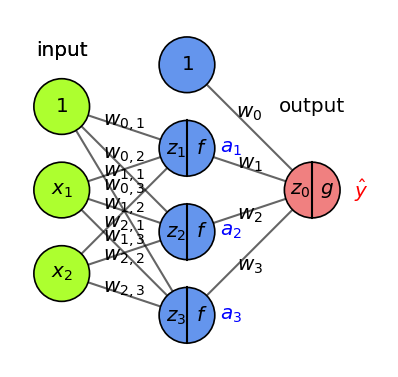 input
1
1
w_{0,1}
w_0
output
z_1 f a_1
w_{0,2}
w_1
w_{1,1}
w_{0,3}
x_1
z_0 g ŷ
w_{1,2}
w_2
w_{2,1}
z_2 f a_2
w_{1,3}
w_{2,2}
w_3
x_2
w_{2,3}
z_3 f a_3